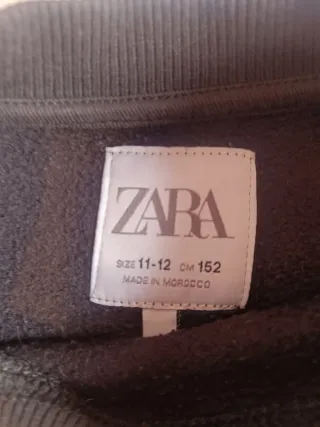 ZARA
SIZE 11-12 CM 152
MADE IN MOROCCO